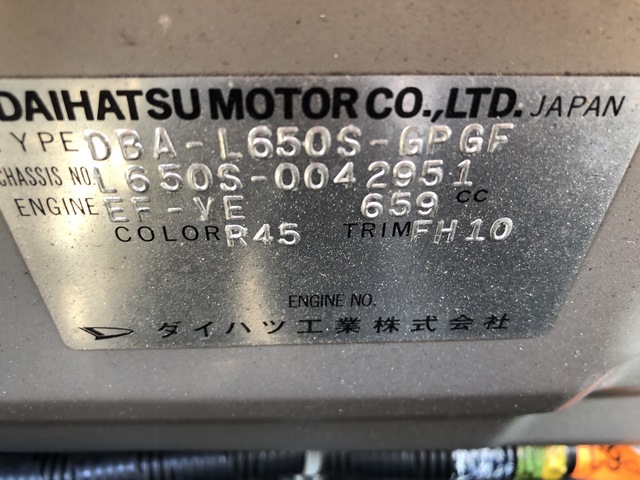 DAIHATSU MOTOR CO.,LTD. JAPAN
TYPE DBA-L650S-GPGF
CHASSIS NO. L650S-0042951
ENGINE EF-VE 659 CC
COLOR R45 TRIM FH10
ENGINE NO.
ダイハツ工業株式会社